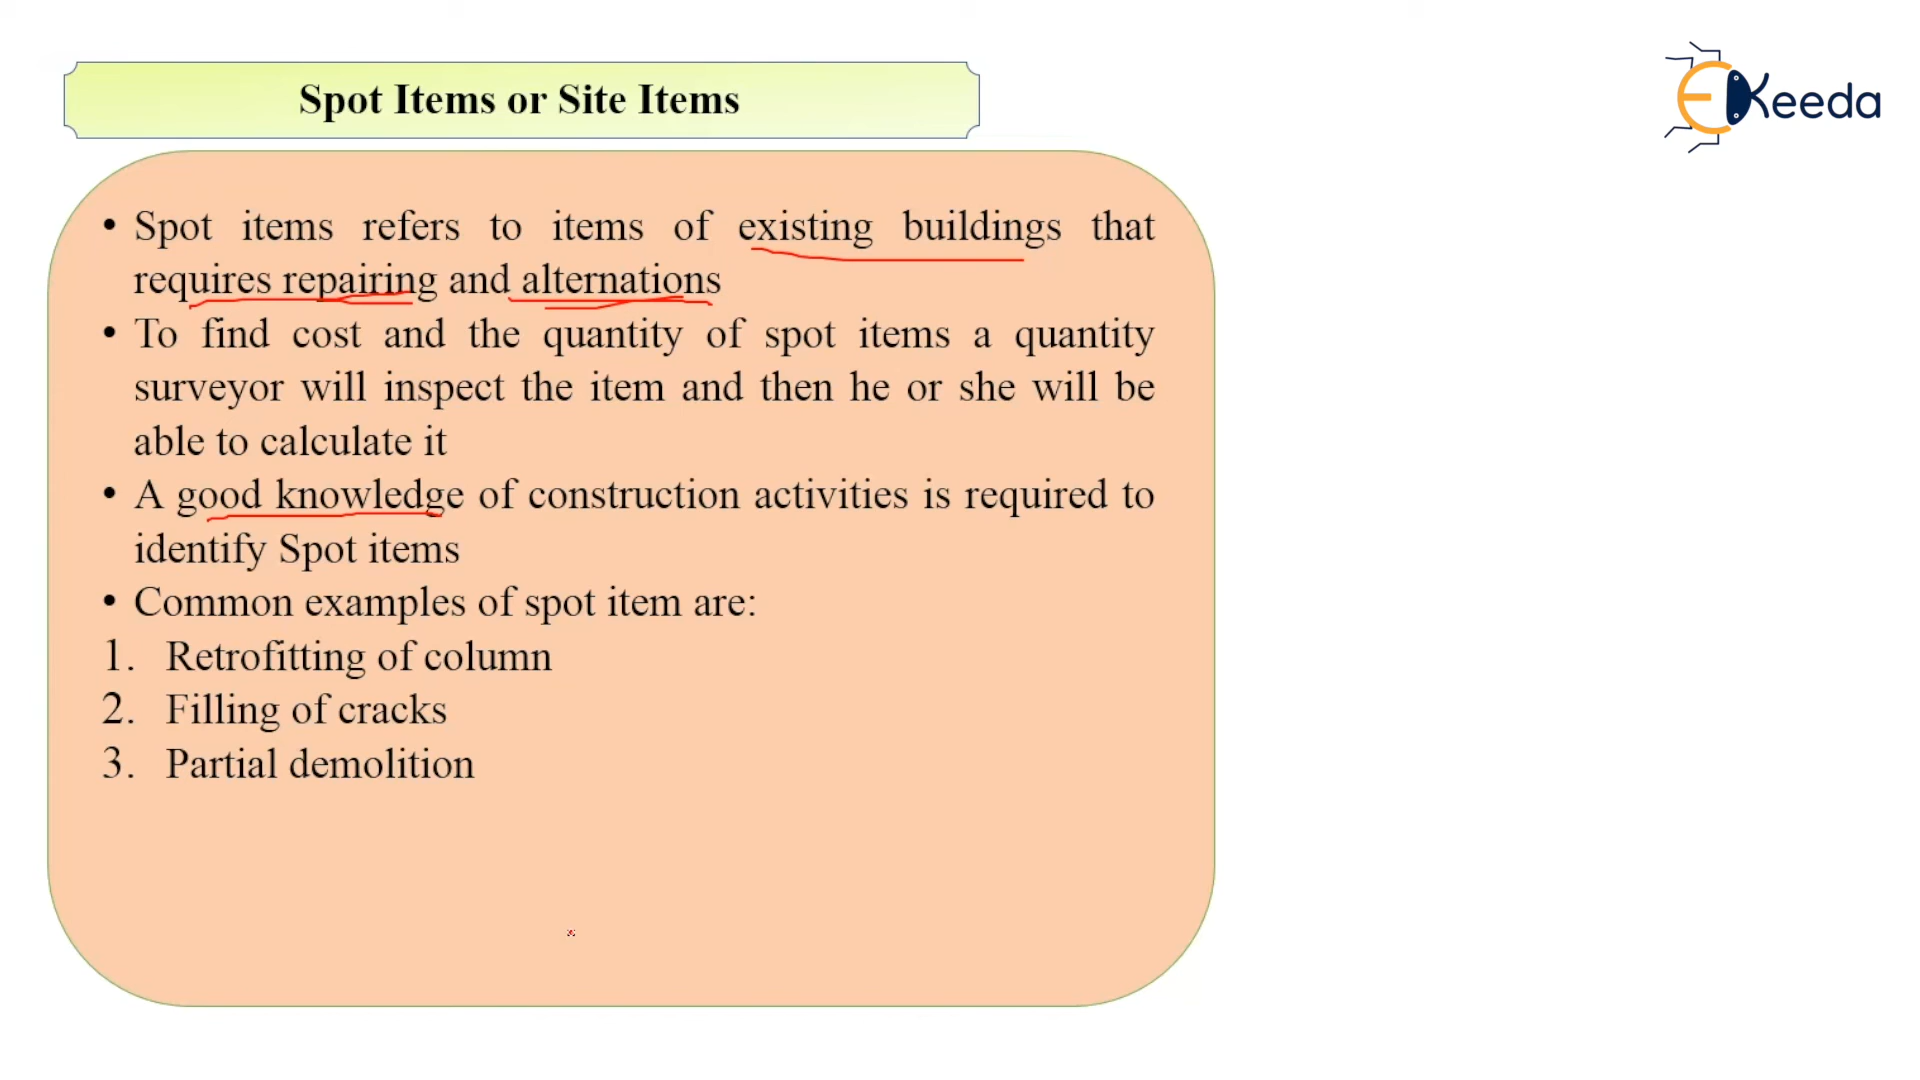 Spot Items or Site Items
EKeeda
• Spot items refers to items of existing buildings that
requires repairing and alternations
• To find cost and the quantity of spot items a quantity
surveyor will inspect the item and then he or she will be
able to calculate it
• A good knowledge of construction activities is required to
identify Spot items
• Common examples of spot item are:
1. Retrofitting of column
2. Filling of cracks
3. Partial demolition